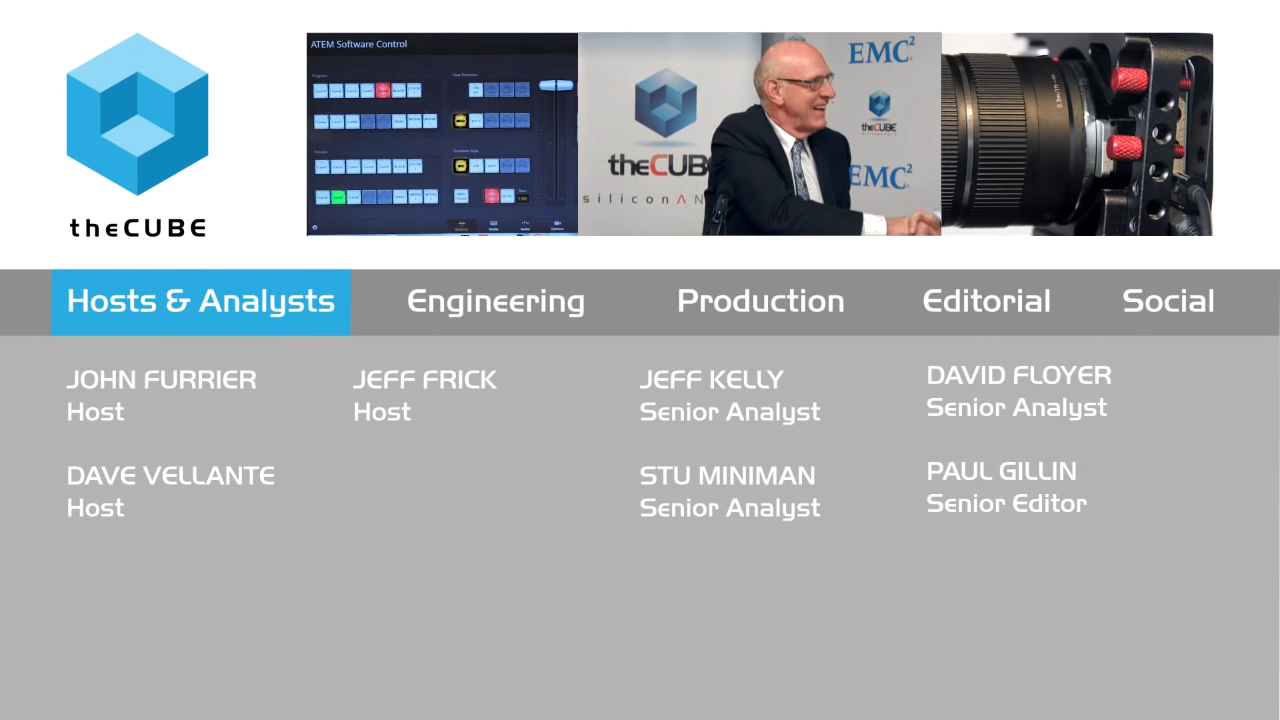 theCUBE
ATEM Software Control
EMC²
theCUB
siliconAN
theCUBE
EMC²
Hosts & Analysts
Engineering
Production
Editorial
Social
JOHN FURRIER
Host
DAVE VELLANTE
Host
JEFF FRICK
Host
JEFF KELLY
Senior Analyst
STU MINIMAN
Senior Analyst
DAVID FLOYER
Senior Analyst
PAUL GILLIN
Senior Editor